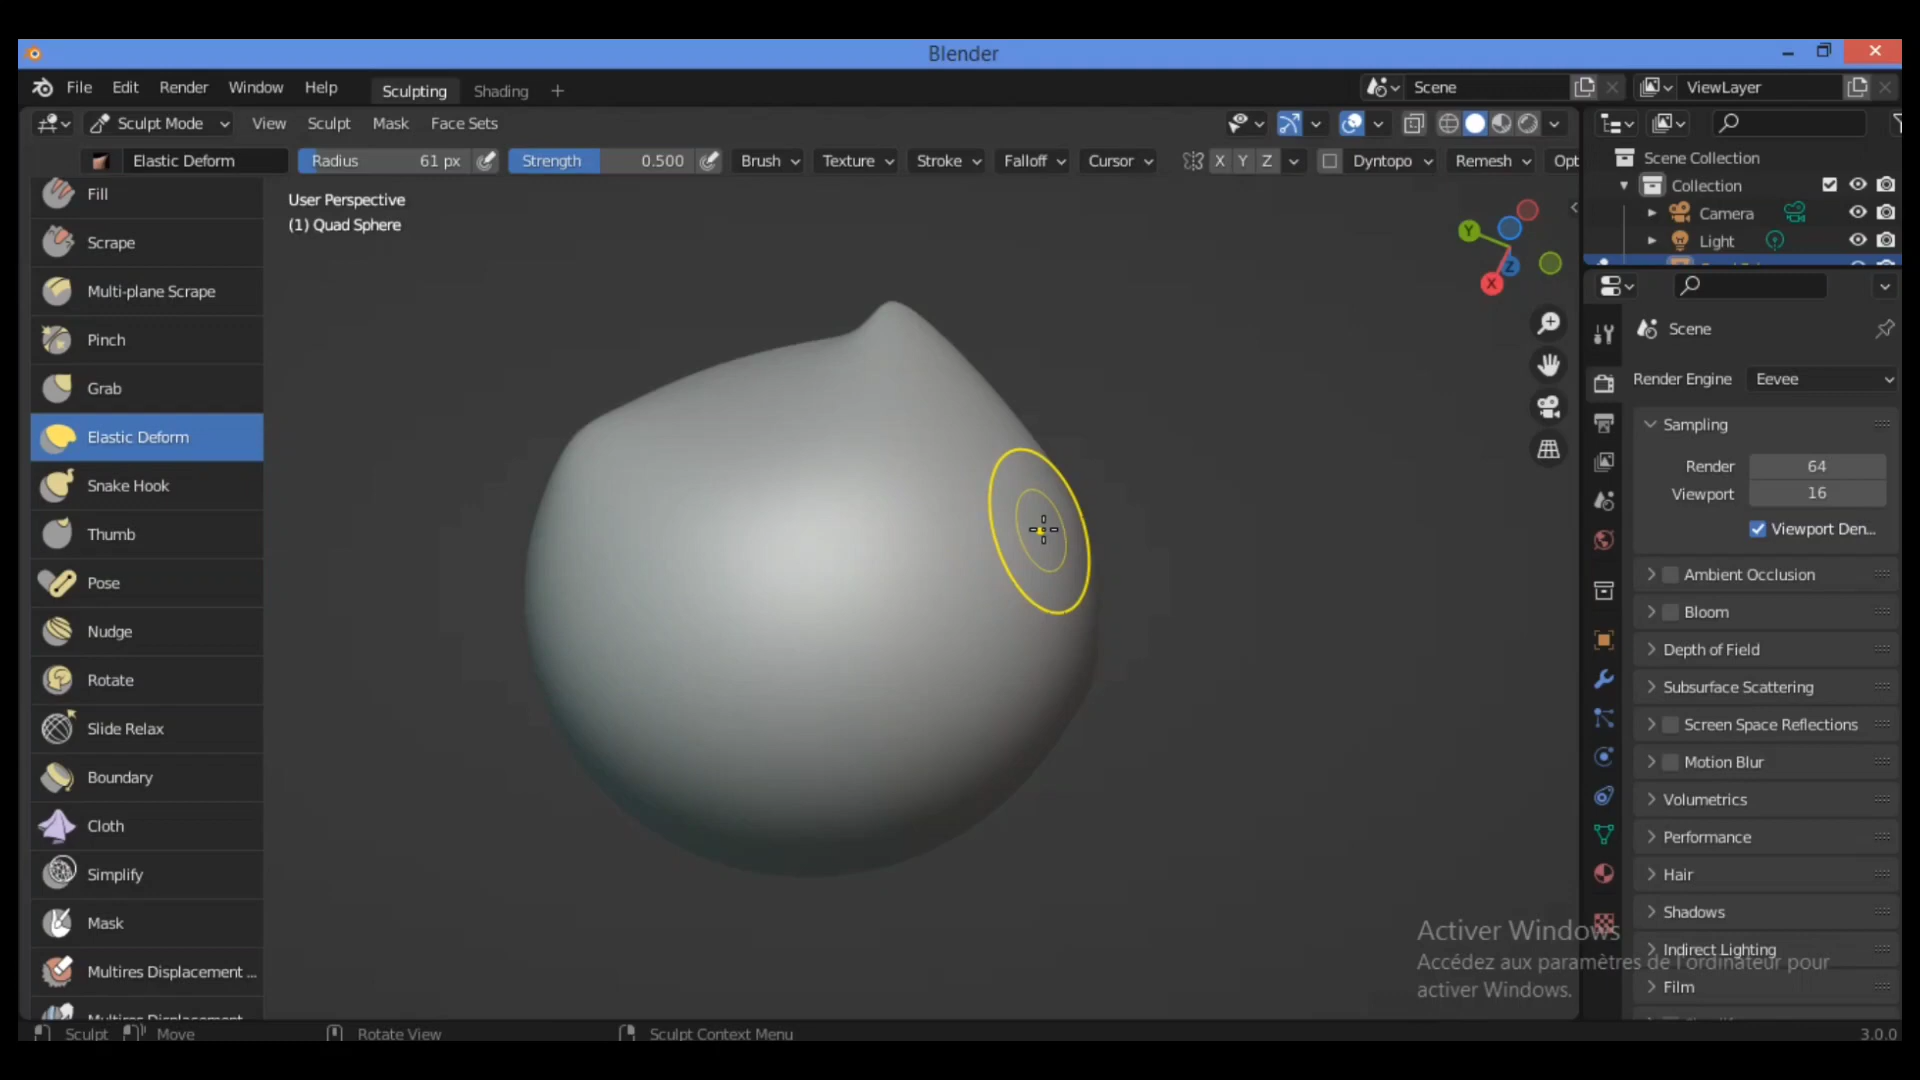 Blender
File Edit Render Window Help Sculpting Shading + Scene ViewLayer
Sculpt Mode View Sculpt Mask Face Sets
Elastic Deform Radius 61 px Strength 0.500 Brush Texture Stroke Falloff Cursor X Y Z Dyntopo Remesh Opt
User Perspective
(1) Quad Sphere
Y
Z
X
Fill
Scrape
Multi-plane Scrape
Pinch
Grab
Elastic Deform
Snake Hook
Thumb
Pose
Nudge
Rotate
Slide Relax
Boundary
Cloth
Simplify
Mask
Multires Displacement ...
Multires Displacement
Scene Collection
Collection
Camera
Light
Scene
Render Engine Eevee
Sampling
Render 64
Viewport 16
Viewport Den...
Ambient Occlusion
Bloom
Depth of Field
Subsurface Scattering
Screen Space Reflections
Motion Blur
Volumetrics
Performance
Hair
Shadows
Indirect Lighting
Film
Activer Windows
Accédez aux paramètres de l'ordinateur pour
activer Windows.
Sculpt Move Rotate View Sculpt Context Menu 3.0.0